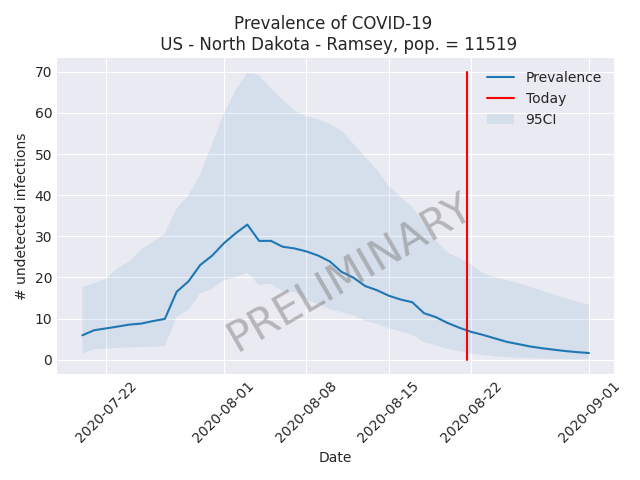 Prevalence of COVID-19
US - North Dakota - Ramsey, pop. = 11519
# undetected infections
70
60
50
40
30
20
10
0
Prevalence
Today
95CI
PRELIMINARY
2020-07-22
2020-08-01
2020-08-08
2020-08-15
2020-08-22
2020-09-01
Date